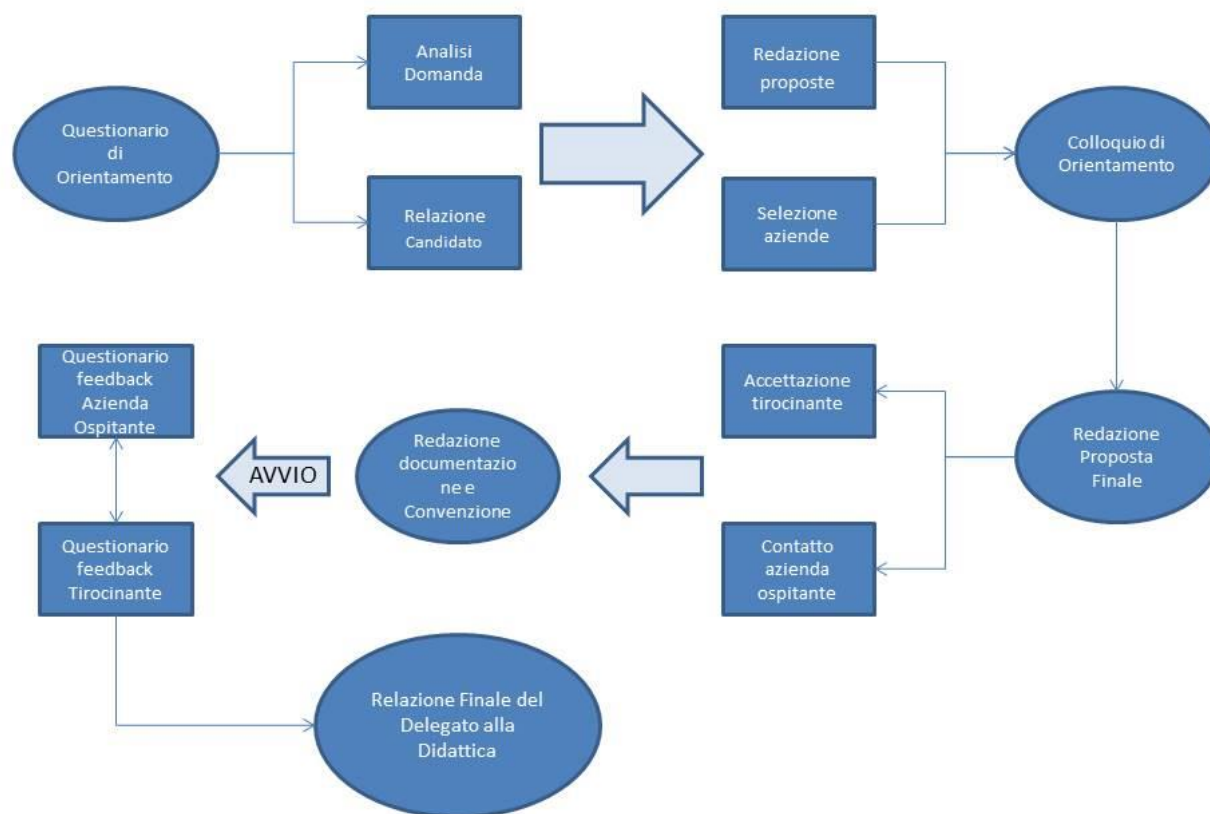 Questionario
di
Orientamento
Analisi
Domanda
Relazione
Candidato
Redazione
proposte
Selezione
aziende
Colloquio di
Orientamento
Redazione
Proposta
Finale
Accettazione
tirocinante
Contatto
azienda
ospitante
Redazione
documentazio
ne e
Convenzione
AVVIO
Questionario
feedback
Azienda
Ospitante
Questionario
feedback
Tirocinante
Relazione Finale del
Delegato alla
Didattica